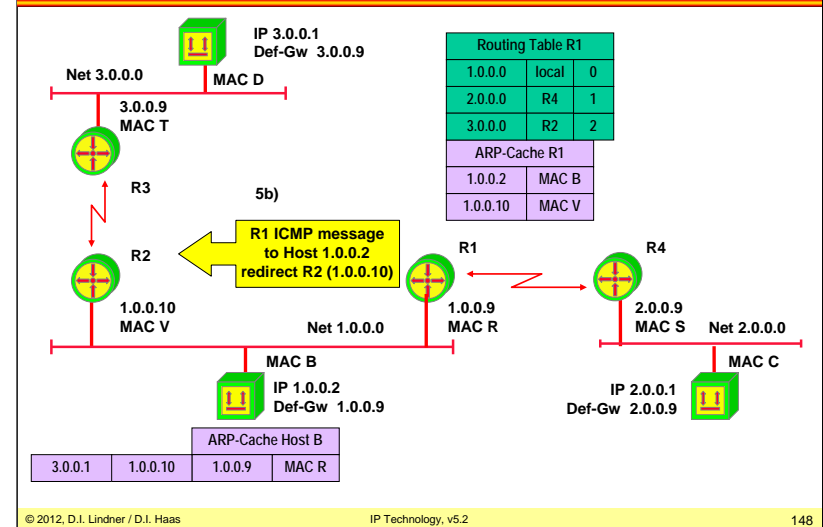 IP 3.0.0.1
Def-Gw 3.0.0.9
Net 3.0.0.0
MAC D
3.0.0.9
MAC T
R3
Routing Table R1
1.0.0.0 local 0
2.0.0.0 R4 1
3.0.0.0 R2 2
ARP-Cache R1
1.0.0.2 MAC B
1.0.0.10 MAC V
5b)
R1 ICMP message
to Host 1.0.0.2
redirect R2 (1.0.0.10)
R2
R1
R4
1.0.0.10
MAC V
Net 1.0.0.0
1.0.0.9
MAC R
2.0.0.9
MAC S
Net 2.0.0.0
MAC B
IP 1.0.0.2
Def-Gw 1.0.0.9
MAC C
IP 2.0.0.1
Def-Gw 2.0.0.9
ARP-Cache Host B
3.0.0.1 1.0.0.10 1.0.0.9 MAC R
© 2012, D.I. Lindner / D.I. Haas IP Technology, v5.2 148